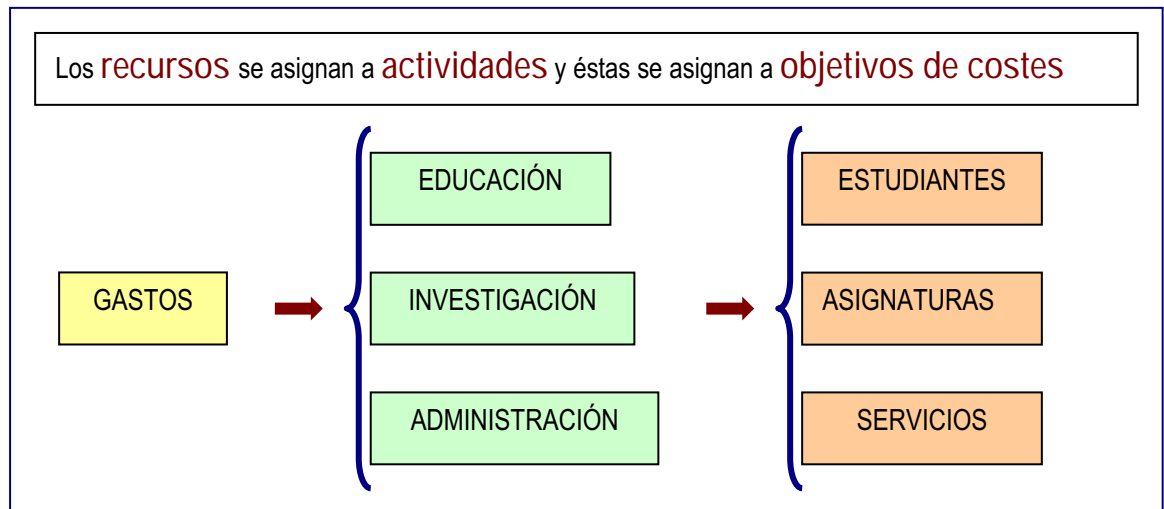 Los recursos se asignan a actividades y éstas se asignan a objetivos de costes
EDUCACIÓN
ESTUDIANTES
GASTOS
INVESTIGACIÓN
ASIGNATURAS
ADMINISTRACIÓN
SERVICIOS